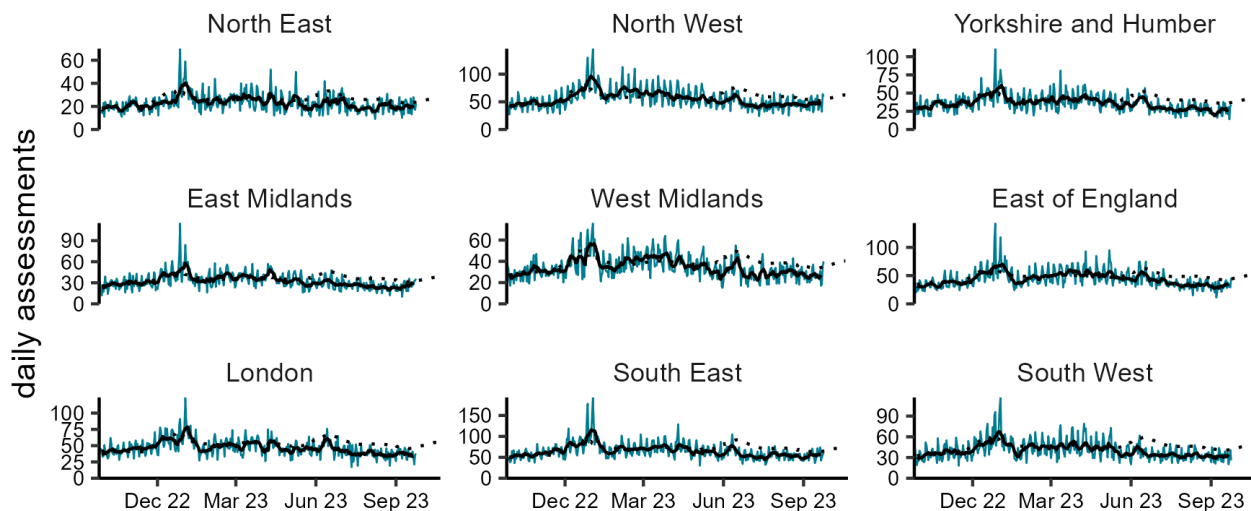 daily assessments
North East
60
40
20
0
North West
100
50
0
Yorkshire and Humber
100
75
50
25
0
East Midlands
90
60
30
0
West Midlands
60
40
20
0
East of England
100
50
0
London
100
75
50
25
0
Dec 22 Mar 23 Jun 23 Sep 23
South East
150
100
50
0
Dec 22 Mar 23 Jun 23 Sep 23
South West
90
60
30
0
Dec 22 Mar 23 Jun 23 Sep 23